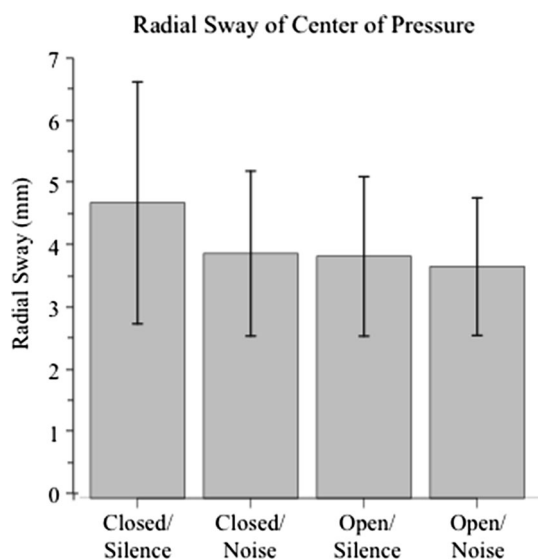 Radial Sway of Center of Pressure
7
6
5
4
3
2
1
0
Radial Sway (mm)
Closed/
Silence
Closed/
Noise
Open/
Silence
Open/
Noise